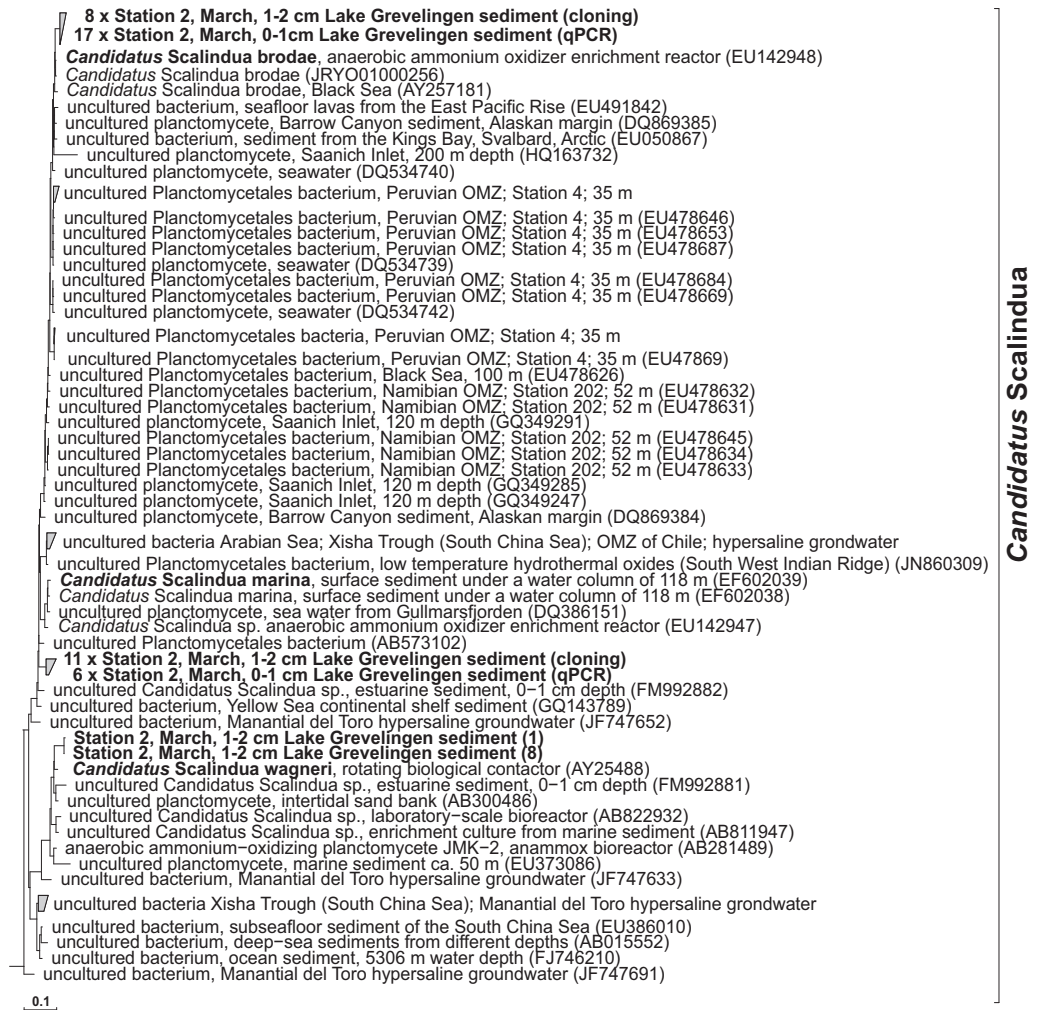 8 x Station 2, March, 1-2 cm Lake Grevelingen sediment (cloning)
17 x Station 2, March, 0-1cm Lake Grevelingen sediment (qPCR)
Candidatus Scalindua brodae, anaerobic ammonium oxidizer enrichment reactor (EU142948)
Candidatus Scalindua brodae (JRYO01000256)
Candidatus Scalindua brodae, Black Sea (AY257181)
uncultured bacterium, seafloor lavas from the East Pacific Rise (EU491842)
uncultured planctomycete, Barrow Canyon sediment, Alaskan margin (DQ869385)
uncultured bacterium, sediment from the Kings Bay, Svalbard, Arctic (EU050867)
uncultured planctomycete, Saanich Inlet, 200 m depth (HQ163732)
uncultured planctomycete, seawater (DQ534740)
uncultured Planctomycetales bacterium, Peruvian OMZ; Station 4; 35 m
uncultured Planctomycetales bacterium, Peruvian OMZ; Station 4; 35 m (EU478646)
uncultured Planctomycetales bacterium, Peruvian OMZ; Station 4; 35 m (EU478653)
uncultured Planctomycetales bacterium, Peruvian OMZ; Station 4; 35 m (EU478687)
uncultured planctomycete, seawater (DQ534739)
uncultured Planctomycetales bacterium, Peruvian OMZ; Station 4; 35 m (EU478684)
uncultured Planctomycetales bacterium, Peruvian OMZ; Station 4; 35 m (EU478669)
uncultured planctomycete, seawater (DQ534742)
uncultured Planctomycetales bacteria, Peruvian OMZ; Station 4; 35 m
uncultured Planctomycetales bacterium, Peruvian OMZ; Station 4; 35 m (EU47869)
uncultured Planctomycetales bacterium, Black Sea, 100 m (EU478626)
uncultured Planctomycetales bacterium, Namibian OMZ; Station 202; 52 m (EU478632)
uncultured Planctomycetales bacterium, Namibian OMZ; Station 202; 52 m (EU478631)
uncultured planctomycete, Saanich Inlet, 120 m depth (GQ349291)
uncultured Planctomycetales bacterium, Namibian OMZ; Station 202; 52 m (EU478645)
uncultured Planctomycetales bacterium, Namibian OMZ; Station 202; 52 m (EU478634)
uncultured Planctomycetales bacterium, Namibian OMZ; Station 202; 52 m (EU478633)
uncultured planctomycete, Saanich Inlet, 120 m depth (GQ349285)
uncultured planctomycete, Saanich Inlet, 120 m depth (GQ349247)
uncultured planctomycete, Barrow Canyon sediment, Alaskan margin (DQ869384)
uncultured bacteria Arabian Sea; Xisha Trough (South China Sea); OMZ of Chile; hypersaline grondwater
uncultured Planctomycetales bacterium, low temperature hydrothermal oxides (South West Indian Ridge) (JN860309)
Candidatus Scalindua marina, surface sediment under a water column of 118 m (EF602039)
Candidatus Scalindua marina, surface sediment under a water column of 118 m (EF602038)
uncultured planctomycete, sea water from Gullmarsfjorden (DQ386151)
Candidatus Scalindua sp. anaerobic ammonium oxidizer enrichment reactor (EU142947)
uncultured Planctomycetales bacterium (AB573102)
11 x Station 2, March, 1-2 cm Lake Grevelingen sediment (cloning)
6 x Station 2, March, 0-1 cm Lake Grevelingen sediment (qPCR)
uncultured Candidatus Scalindua sp., estuarine sediment, 0−1 cm depth (FM992882)
uncultured bacterium, Yellow Sea continental shelf sediment (GQ143789)
uncultured bacterium, Manantial del Toro hypersaline groundwater (JF747652)
Station 2, March, 1-2 cm Lake Grevelingen sediment (1)
Station 2, March, 1-2 cm Lake Grevelingen sediment (8)
Candidatus Scalindua wagneri, rotating biological contactor (AY25488)
uncultured Candidatus Scalindua sp., estuarine sediment, 0−1 cm depth (FM992881)
uncultured planctomycete, intertidal sand bank (AB300486)
uncultured Candidatus Scalindua sp., laboratory−scale bioreactor (AB822932)
uncultured Candidatus Scalindua sp., enrichment culture from marine sediment (AB811947)
anaerobic ammonium−oxidizing planctomycete JMK−2, anammox bioreactor (AB281489)
uncultured planctomycete, marine sediment ca. 50 m (EU373086)
uncultured bacterium, Manantial del Toro hypersaline groundwater (JF747633)
uncultured bacteria Xisha Trough (South China Sea); Manantial del Toro hypersaline grondwater
uncultured bacterium, subseafloor sediment of the South China Sea (EU386010)
uncultured bacterium, deep−sea sediments from different depths (AB015552)
uncultured bacterium, ocean sediment, 5306 m water depth (FJ746210)
uncultured bacterium, Manantial del Toro hypersaline groundwater (JF747691)
0.1
Candidatus Scalindua